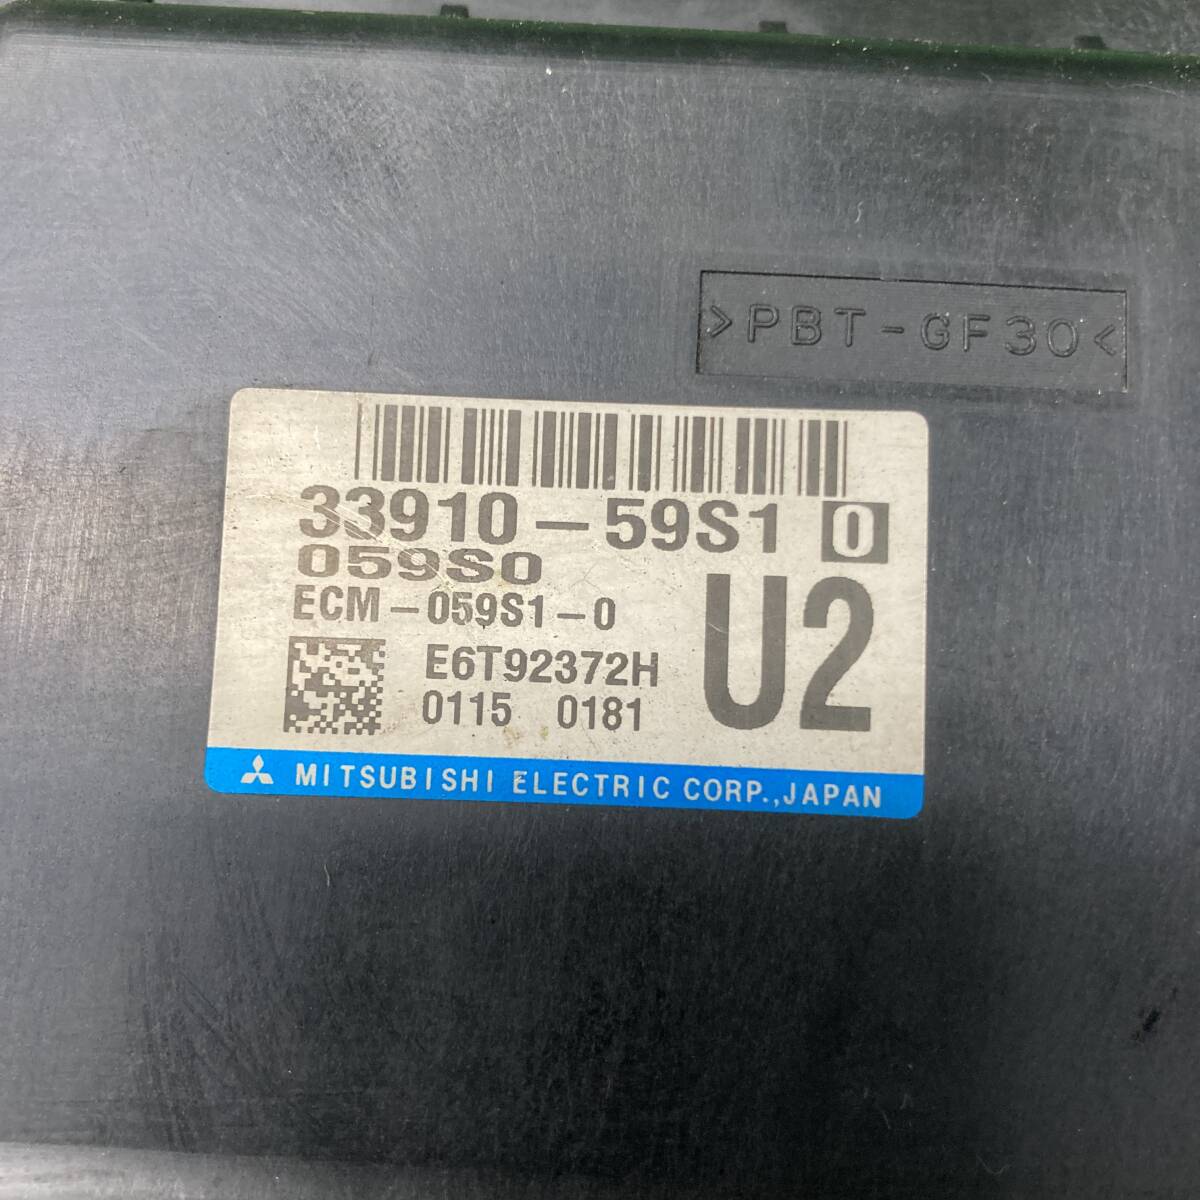 >PBT-GF30<
33910-59S1 0
059S0
ECM-059S1-0
U2
E6T92372H
0115 0181
MITSUBISHI ELECTRIC CORP.,JAPAN